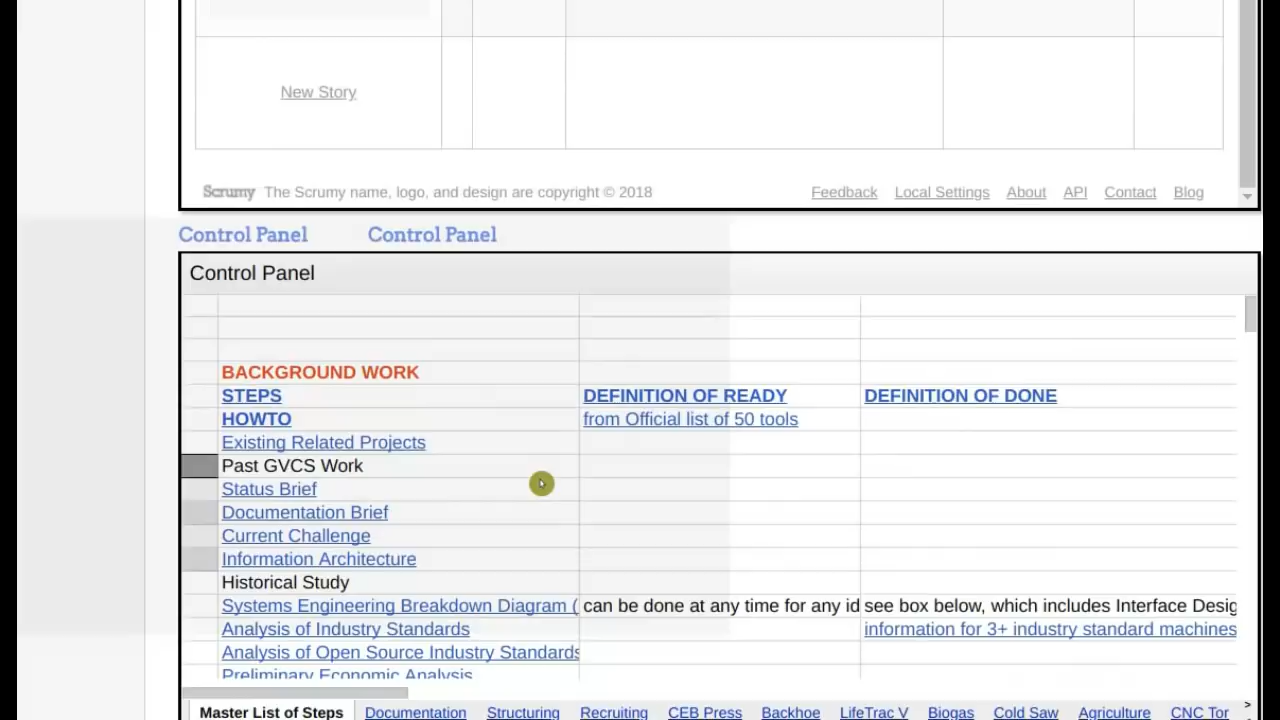 New Story
Scrumy The Scrumy name, logo, and design are copyright © 2018 Feedback Local Settings About API Contact Blog
Control Panel Control Panel
Control Panel
BACKGROUND WORK
STEPS DEFINITION OF READY DEFINITION OF DONE
HOWTO from Official list of 50 tools
Existing Related Projects
Past GVCS Work
Status Brief
Documentation Brief
Current Challenge
Information Architecture
Historical Study
Systems Engineering Breakdown Diagram ( can be done at any time for any id see box below, which includes Interface Desig
Analysis of Industry Standards information for 3+ industry standard machines
Analysis of Open Source Industry Standards
Preliminary Economic Analysis
Master List of Steps Documentation Structuring Recruiting CEB Press Backhoe LifeTrac V Biogas Cold Saw Agriculture CNC Tor >